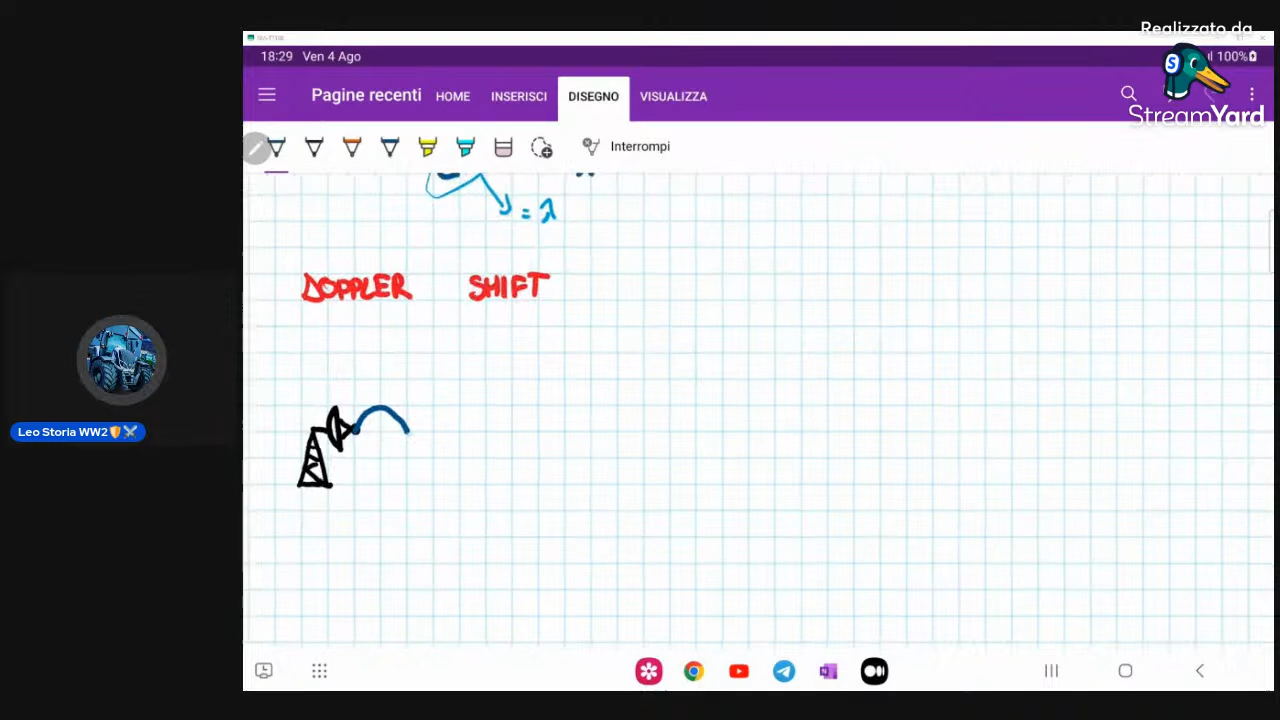 Realizzato da
18:29 Ven 4 Ago
100%
StreamYard
Pagine recenti HOME INSERISCI DISEGNO VISUALIZZA
Interrompi
= λ
DOPPLER SHIFT
Leo Storia WW2